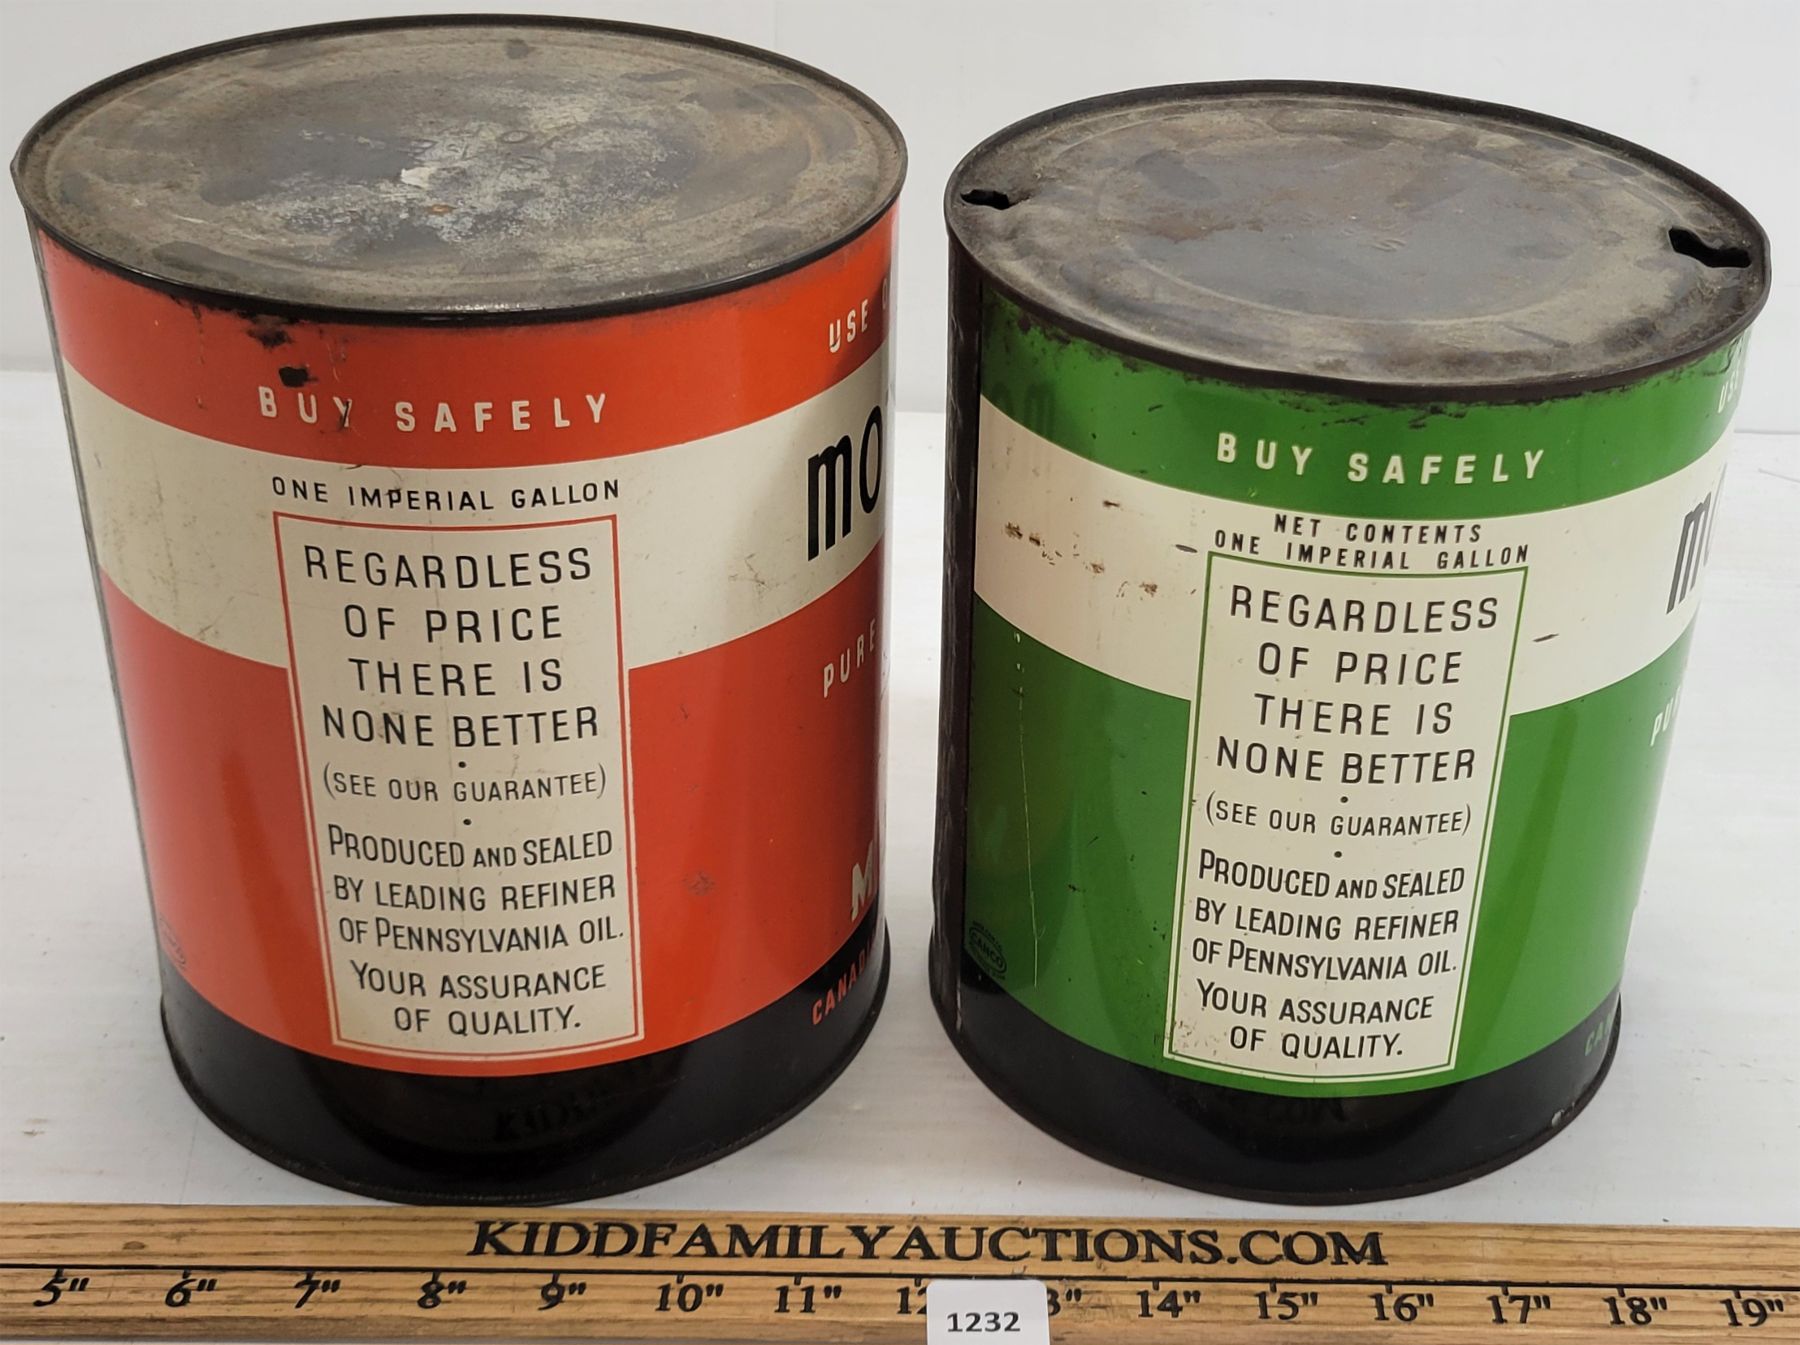 BUY SAFELY
ONE IMPERIAL GALLON
REGARDLESS
OF PRICE
THERE IS
NONE BETTER
(SEE OUR GUARANTEE)
PRODUCED AND SEALED
BY LEADING REFINER
OF PENNSYLVANIA OIL.
YOUR ASSURANCE
OF QUALITY.
USE
PURE
BUY SAFELY
NET CONTENTS
ONE IMPERIAL GALLON
REGARDLESS
OF PRICE
THERE IS
NONE BETTER
(SEE OUR GUARANTEE)
PRODUCED AND SEALED
BY LEADING REFINER
OF PENNSYLVANIA OIL.
YOUR ASSURANCE
OF QUALITY.
CAMCO
KIDDFAMILYAUCTIONS.COM
5" 6" 7" 8" 9" 10" 11" 14" 15" 16" 17" 18" 19"
1232